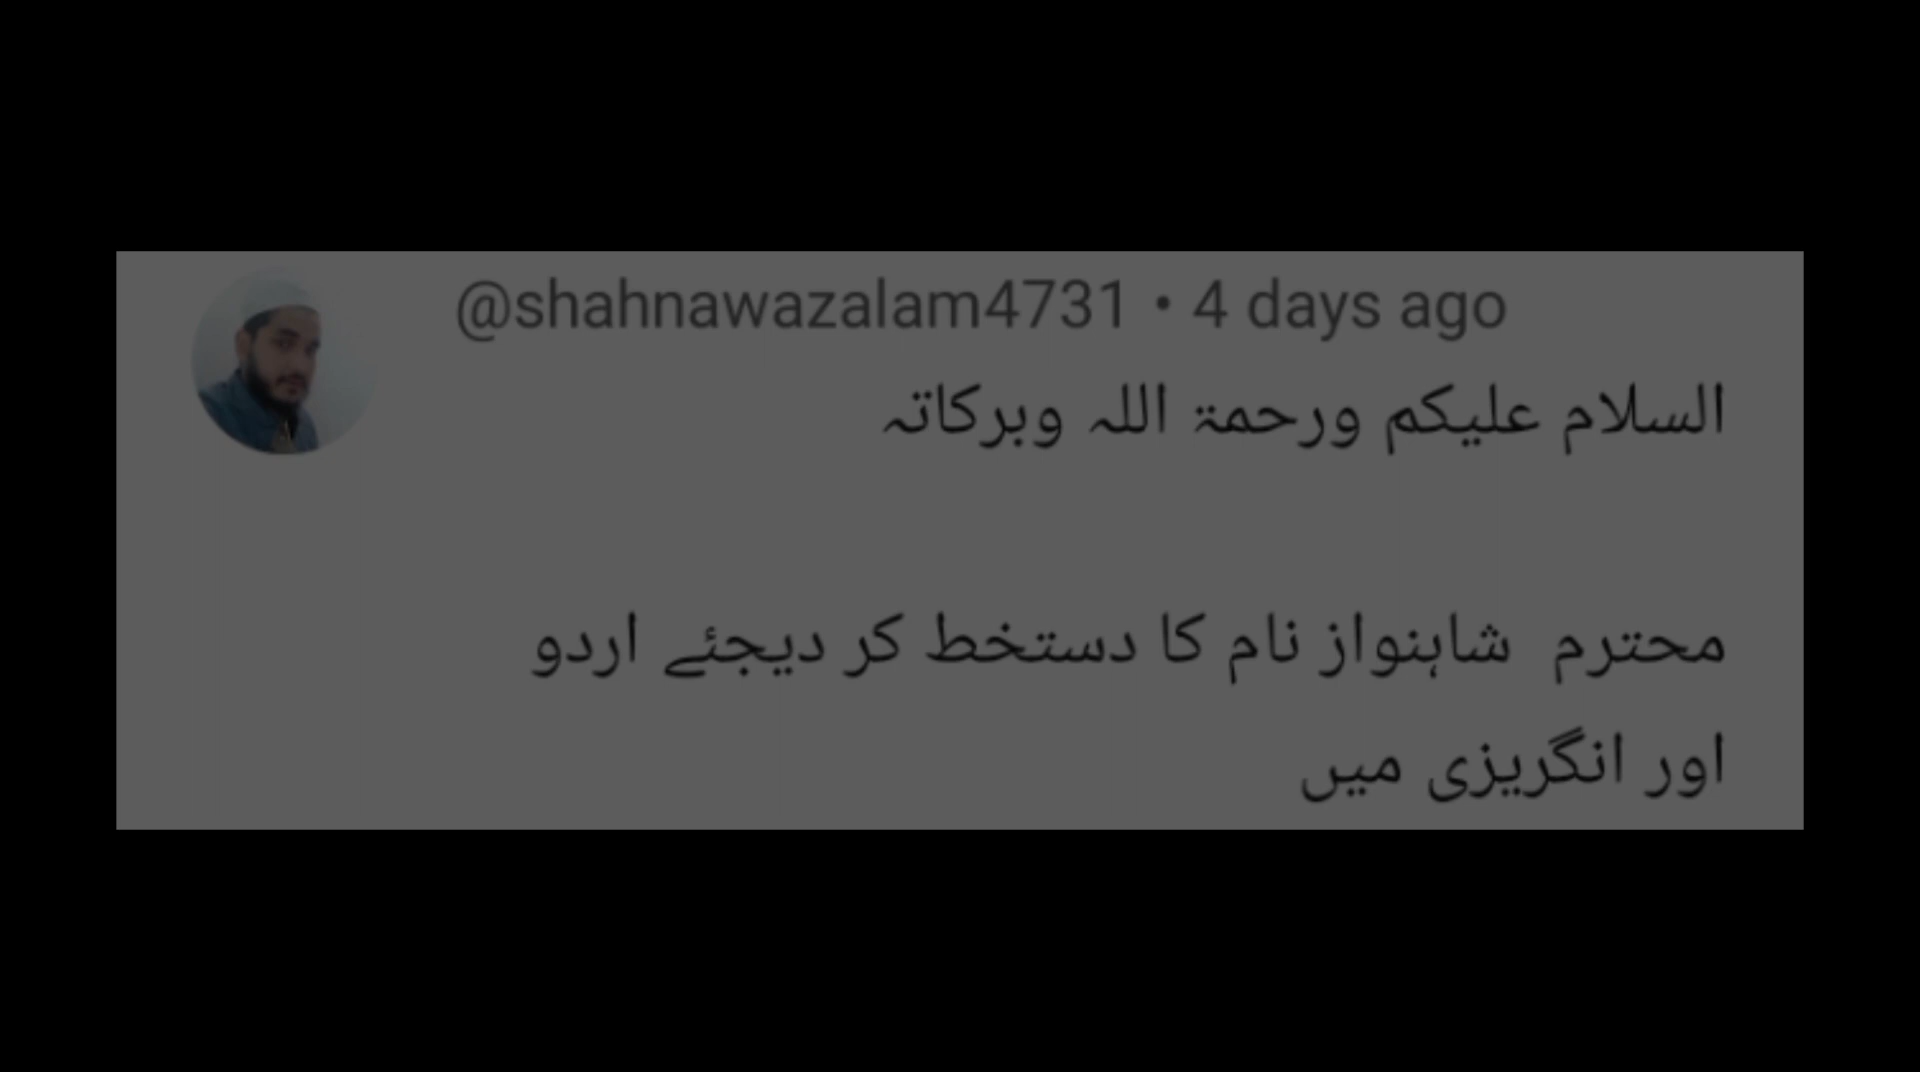 @shahnawazalam4731 • 4 days ago
السلام علیکم ورحمۃ اللہ وبرکاتہ
محترم شاہنواز نام کا دستخط کر دیجئے اردو
اور انگریزی میں